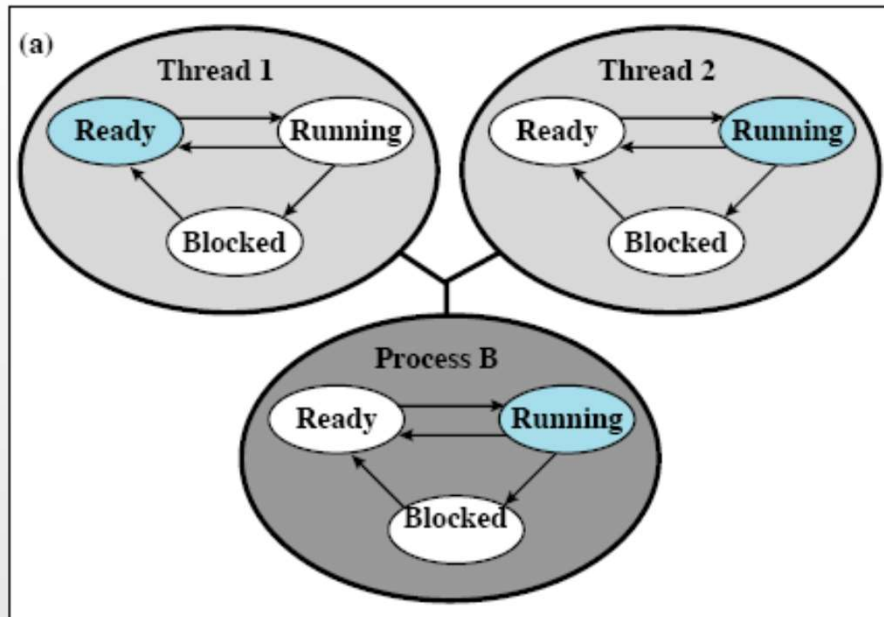 (a)
Thread 1
Ready
Running
Blocked
Thread 2
Ready
Running
Blocked
Process B
Ready
Running
Blocked